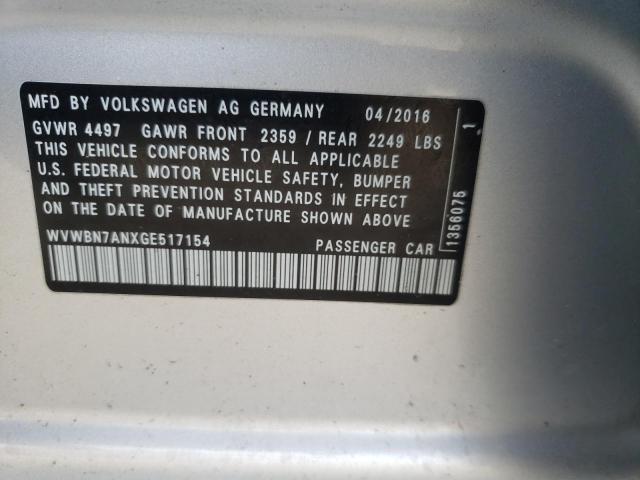 MFD BY VOLKSWAGEN AG GERMANY 04/2016
GVWR 4497 GAWR FRONT 2359 / REAR 2249 LBS
THIS VEHICLE CONFORMS TO ALL APPLICABLE
U.S. FEDERAL MOTOR VEHICLE SAFETY, BUMPER
AND THEFT PREVENTION STANDARDS IN EFFECT
ON THE DATE OF MANUFACTURE SHOWN ABOVE
WVWBN7ANXGE517154 PASSENGER CAR
1356075 1.